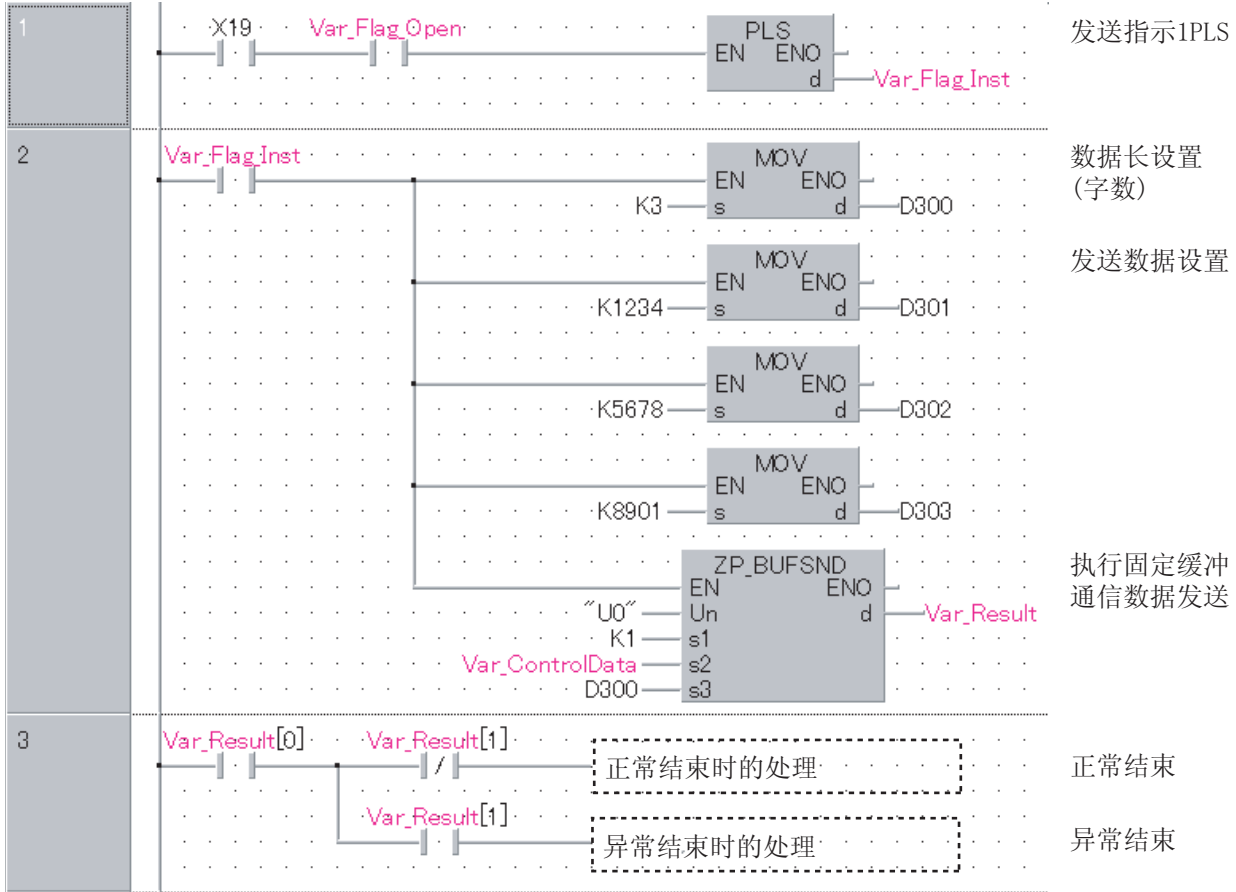 1
X19 Var_Flag_Open PLS 发送指示1PLS
EN ENO
d Var_Flag_Inst
2
Var_Flag_Inst MOV 数据长设置
EN ENO (字数)
K3 s d D300
MOV 发送数据设置
EN ENO
K1234 s d D301
MOV
EN ENO
K5678 s d D302
MOV
EN ENO
K8901 s d D303
ZP_BUFSND 执行固定缓冲
EN ENO 通信数据发送
"U0" Un d Var_Result
K1 s1
Var_ControlData s2
D300 s3
3
Var_Result[0] Var_Result[1]
正常结束时的处理 正常结束
Var_Result[1]
异常结束时的处理 异常结束